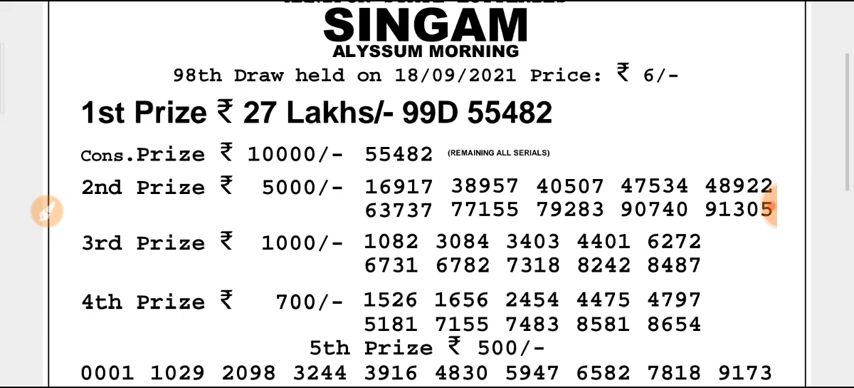 SINGAM
ALYSSUM MORNING
98th Draw held on 18/09/2021 Price: ₹ 6/-
1st Prize ₹ 27 Lakhs/- 99D 55482
Cons.Prize ₹ 10000/- 55482 (REMAINING ALL SERIALS)
2nd Prize ₹ 5000/- 16917 38957 40507 47534 48922
63737 77155 79283 90740 91305
3rd Prize ₹ 1000/- 1082 3084 3403 4401 6272
6731 6782 7318 8242 8487
4th Prize ₹ 700/- 1526 1656 2454 4475 4797
5181 7155 7483 8581 8654
5th Prize ₹ 500/-
0001 1029 2098 3244 3916 4830 5947 6582 7818 9173